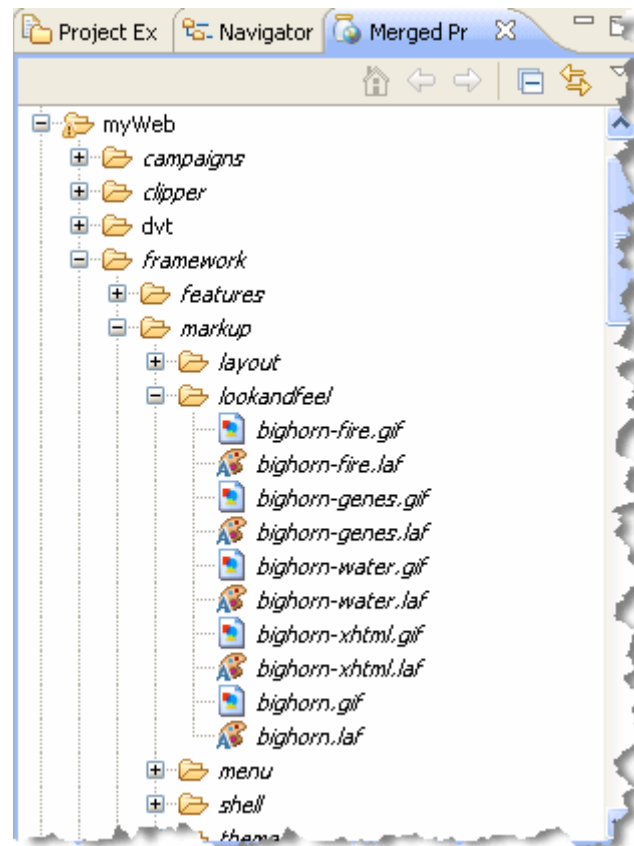 Project Ex Navigator Merged Pr
myWeb
campaigns
clipper
dvt
framework
features
markup
layout
lookandfeel
bighorn-fire.gif
bighorn-fire.laf
bighorn-genes.gif
bighorn-genes.laf
bighorn-water.gif
bighorn-water.laf
bighorn-xhtml.gif
bighorn-xhtml.laf
bighorn.gif
bighorn.laf
menu
shell